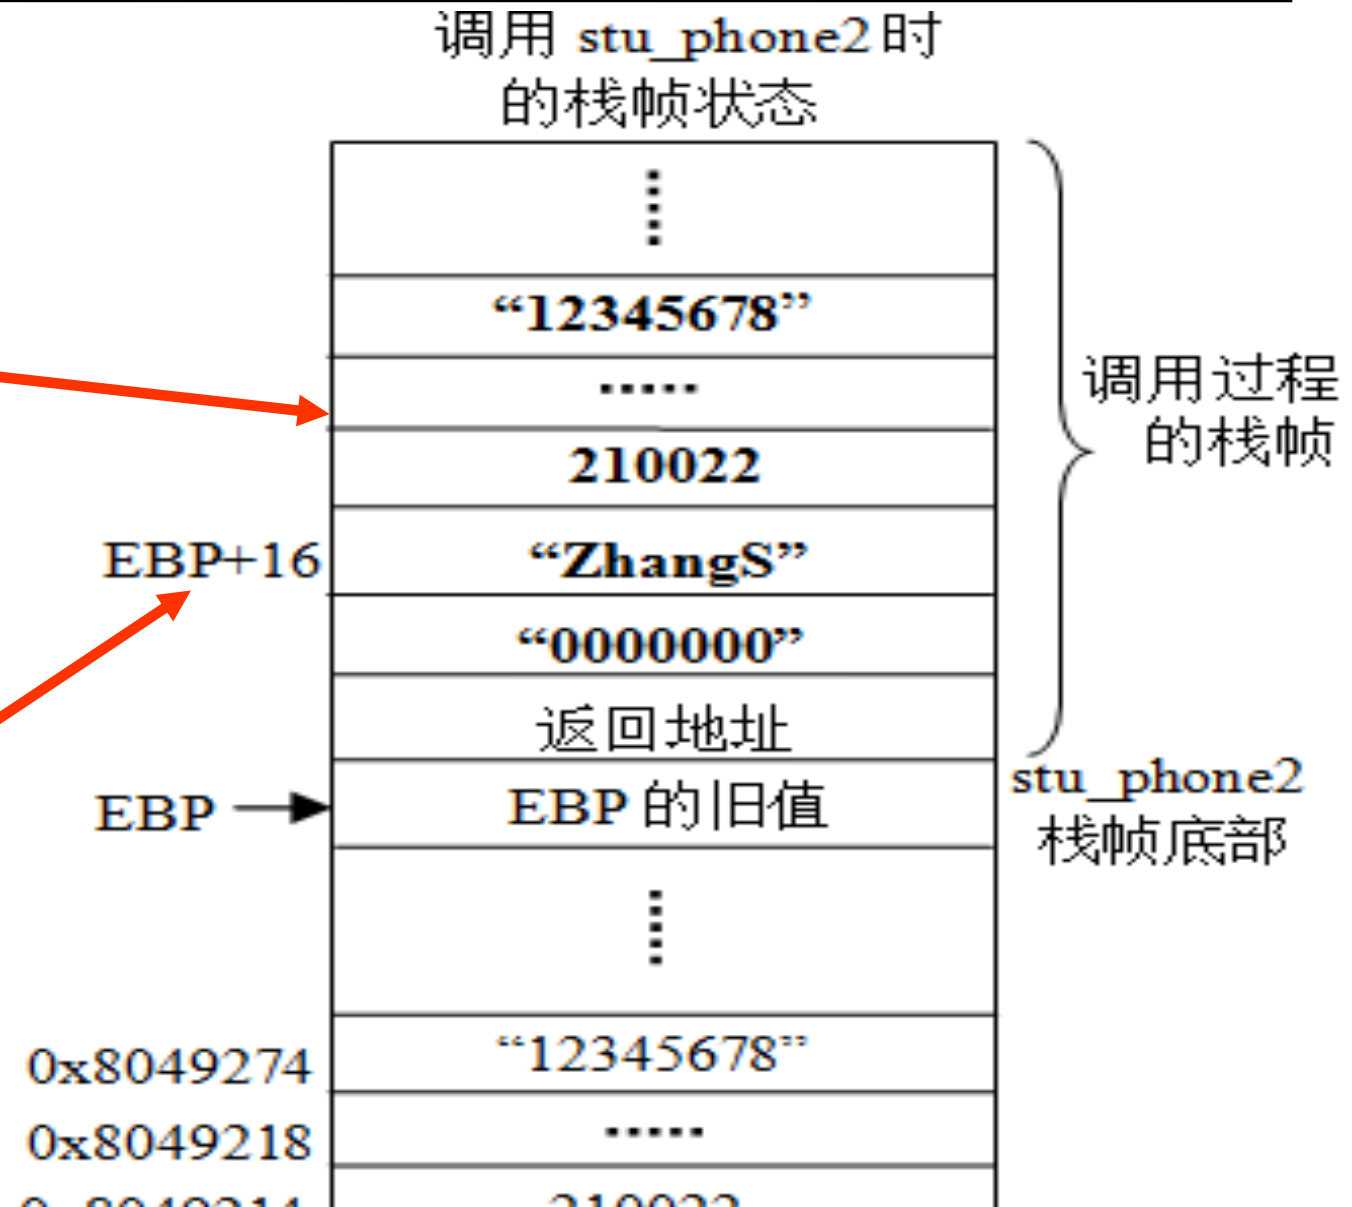 调用 stu_phone2 时
的栈帧状态
“12345678”
·····
调用过程
的栈帧
210022
EBP+16
“ZhangS”
“0000000”
返回地址
EBP
EBP 的旧值
stu_phone2
栈帧底部
0x8049274
“12345678”
0x8049218
·····